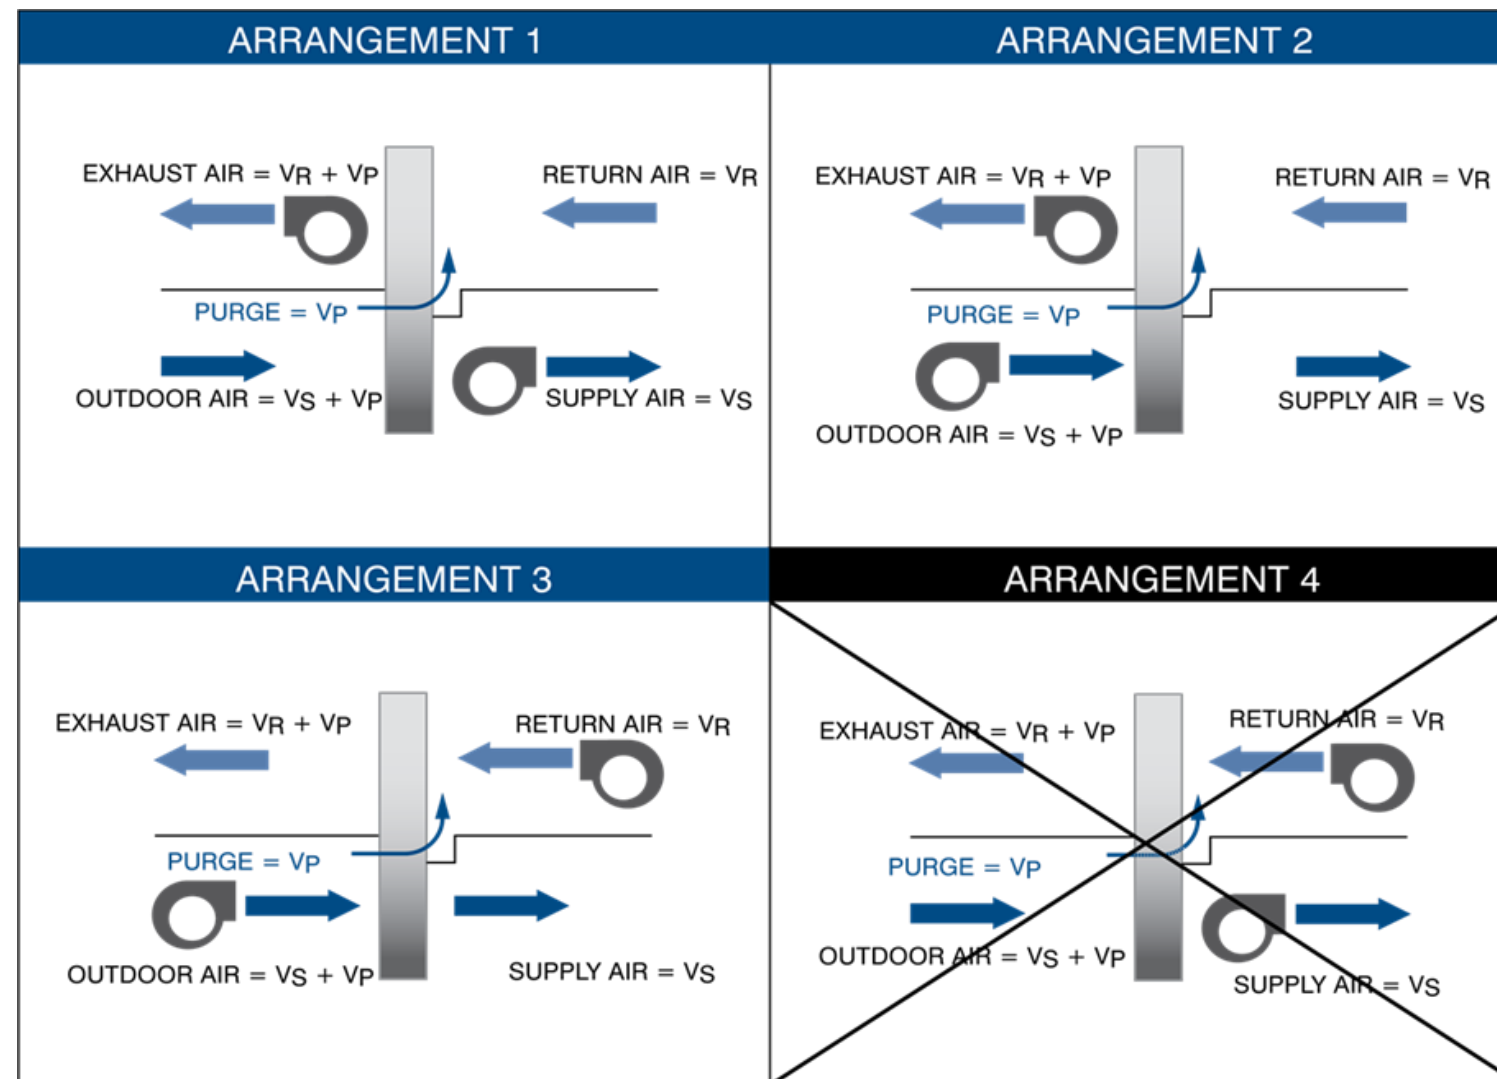 ARRANGEMENT 1
EXHAUST AIR = VR + VP
RETURN AIR = VR
PURGE = VP
OUTDOOR AIR = VS + VP
SUPPLY AIR = VS
ARRANGEMENT 2
EXHAUST AIR = VR + VP
RETURN AIR = VR
PURGE = VP
SUPPLY AIR = VS
OUTDOOR AIR = VS + VP
ARRANGEMENT 3
EXHAUST AIR = VR + VP
RETURN AIR = VR
PURGE = VP
OUTDOOR AIR = VS + VP
SUPPLY AIR = VS
ARRANGEMENT 4
EXHAUST AIR = VR + VP
RETURN AIR = VR
PURGE = VP
OUTDOOR AIR = VS + VP
SUPPLY AIR = VS